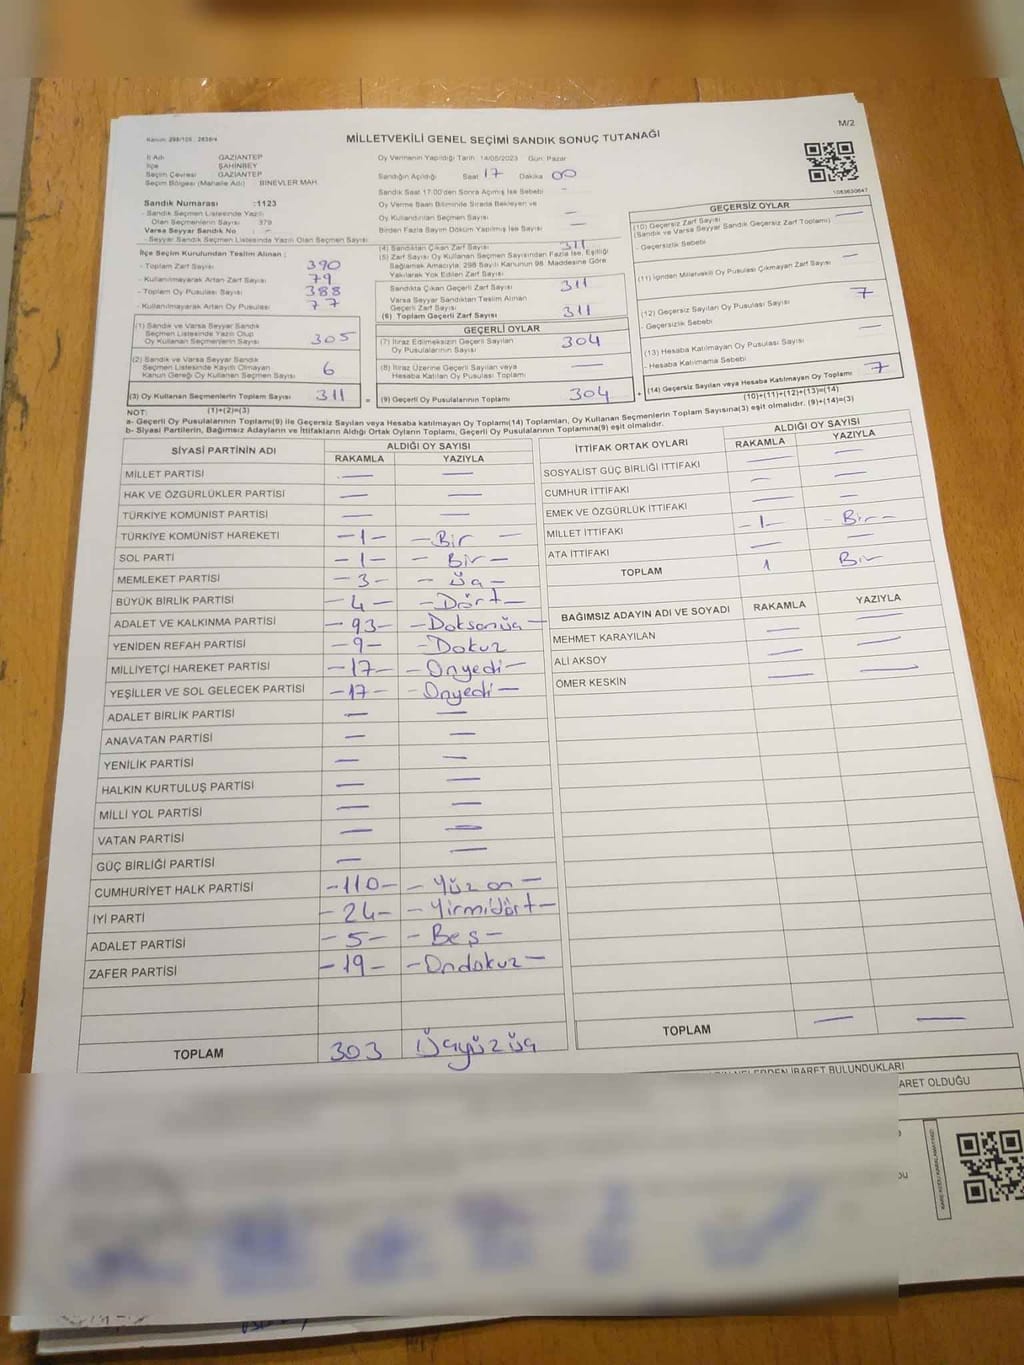 Kanun: 298/105 2839/4
M/2
MİLLETVEKİLİ GENEL SEÇİMİ SANDIK SONUÇ TUTANAĞI
İl Adı GAZİANTEP
İlçe ŞAHİNBEY
Seçim Çevresi GAZİANTEP
Seçim Bölgesi (Mahalle Adı) BİNEVLER MAH.
Sandık Numarası :1123
- Sandık Seçmen Listesinde Yazılı
Olan Seçmenlerin Sayısı 379
Varsa Seyyar Sandık No : -
- Seyyar Sandık Seçmen Listesinde Yazılı Olan Seçmen Sayısı
İlçe Seçim Kurulundan Teslim Alınan ;
- Toplam Zarf Sayısı 390
- Kullanılmayarak Artan Zarf Sayısı 79
- Toplam Oy Pusulası Sayısı 388
- Kullanılmayarak Artan Oy Pusulası 77
(1) Sandık ve Varsa Seyyar Sandık
Seçmen Listesinde Yazılı Olup
Oy Kullanan Seçmenlerin Sayısı 305
(2) Sandık ve Varsa Seyyar Sandık
Seçmen Listesinde Kayıtlı Olmayan
Kanun Gereği Oy Kullanan Seçmen Sayısı 6
(3) Oy Kullanan Seçmenlerin Toplam Sayısı 311
(1)+(2)=(3)
Oy Vermenin Yapıldığı Tarih 14/05/2023 Gün: Pazar
Sandığın Açıldığı Saat 17 Dakika 00
Sandık Saat 17:00'den Sonra Açılmış İse Sebebi -
Oy Verme Saati Bitiminde Sırada Bekleyen ve
Oy Kullandırılan Seçmen Sayısı —
Birden Fazla Sayım Döküm Yapılmış İse Sayısı —
(4) Sandıktan Çıkan Zarf Sayısı 311
(5) Zarf Sayısı Oy Kullanan Seçmen Sayısından Fazla İse, Eşitliği
Sağlamak Amacıyla; 298 Sayılı Kanunun 98. Maddesine Göre
Yakılarak Yok Edilen Zarf Sayısı
Sandıkta Çıkan Geçerli Zarf Sayısı 311
Varsa Seyyar Sandıktan Teslim Alınan
Geçerli Zarf Sayısı
(6) Toplam Geçerli Zarf Sayısı 311
GEÇERLİ OYLAR
(7) İtiraz Edilmeksizin Geçerli Sayılan
Oy Pusulalarının Sayısı 304
(8) İtiraz Üzerine Geçerli Sayılan veya
Hesaba Katılan Oy Pusulası Toplamı —
= (9) Geçerli Oy Pusulalarının Toplamı 304 +
1083630647
GEÇERSİZ OYLAR
(10) Geçersiz Zarf Sayısı —
(Sandık ve Varsa Seyyar Sandık Geçersiz Zarf Toplamı)
- Geçersizlik Sebebi
(11) İçinden Milletvekili Oy Pusulası Çıkmayan Zarf Sayısı —
(12) Geçersiz Sayılan Oy Pusulası Sayısı 7
- Geçersizlik Sebebi
(13) Hesaba Katılmayan Oy Pusulası Sayısı —
- Hesaba Katılmama Sebebi
(14) Geçersiz Sayılan veya Hesaba Katılmayan Oy Toplamı 7
(10)+(11)+(12)+(13)=(14)
NOT:
a- Geçerli Oy Pusulalarının Toplamı(9) ile Geçersiz Sayılan veya Hesaba katılmayan Oy Toplamı(14) Toplamları, Oy Kullanan Seçmenlerin Toplam Sayısına(3) eşit olmalıdır. (9)+(14)=(3)
b- Siyasi Partilerin, Bağımsız Adayların ve İttifakların Aldığı Ortak Oyların Toplamı, Geçerli Oy Pusulalarının Toplamına(9) eşit olmalıdır.
SİYASİ PARTİNİN ADI ALDIĞI OY SAYISI
RAKAMLA YAZIYLA
MİLLET PARTİSİ — —
HAK VE ÖZGÜRLÜKLER PARTİSİ — —
TÜRKİYE KOMÜNİST PARTİSİ — —
TÜRKİYE KOMÜNİST HAREKETİ -1- -Bir -
SOL PARTİ -1- -Bir-
MEMLEKET PARTİSİ -3- -Üç-
BÜYÜK BİRLİK PARTİSİ -4- -Dört-
ADALET VE KALKINMA PARTİSİ -93- -Doksanüç-
YENİDEN REFAH PARTİSİ -9- -Dokuz
MİLLİYETÇİ HAREKET PARTİSİ -17- -Onyedi-
YEŞİLLER VE SOL GELECEK PARTİSİ -17- -Onyedi-
ADALET BİRLİK PARTİSİ — —
ANAVATAN PARTİSİ — —
YENİLİK PARTİSİ — —
HALKIN KURTULUŞ PARTİSİ — —
MİLLİ YOL PARTİSİ — —
VATAN PARTİSİ — —
GÜÇ BİRLİĞİ PARTİSİ — —
CUMHURİYET HALK PARTİSİ -110- -Yüz on-
İYİ PARTİ -24- -Yirmidört-
ADALET PARTİSİ -5- -Beş-
ZAFER PARTİSİ -19- -Ondokuz-
TOPLAM 303 Üçyüzüç
İTTİFAK ORTAK OYLARI ALDIĞI OY SAYISI
RAKAMLA YAZIYLA
SOSYALİST GÜÇ BİRLİĞİ İTTİFAKI — —
CUMHUR İTTİFAKI — —
EMEK VE ÖZGÜRLÜK İTTİFAKI — —
MİLLET İTTİFAKI -1- -Bir-
ATA İTTİFAKI — —
TOPLAM 1 Bir
BAĞIMSIZ ADAYIN ADI VE SOYADI RAKAMLA YAZIYLA
MEHMET KARAYILAN — —
ALİ AKSOY — —
ÖMER KESKİN — —
TOPLAM — —
NELERDEN İBARET BULUNDUKLARI
ARET OLDUĞU